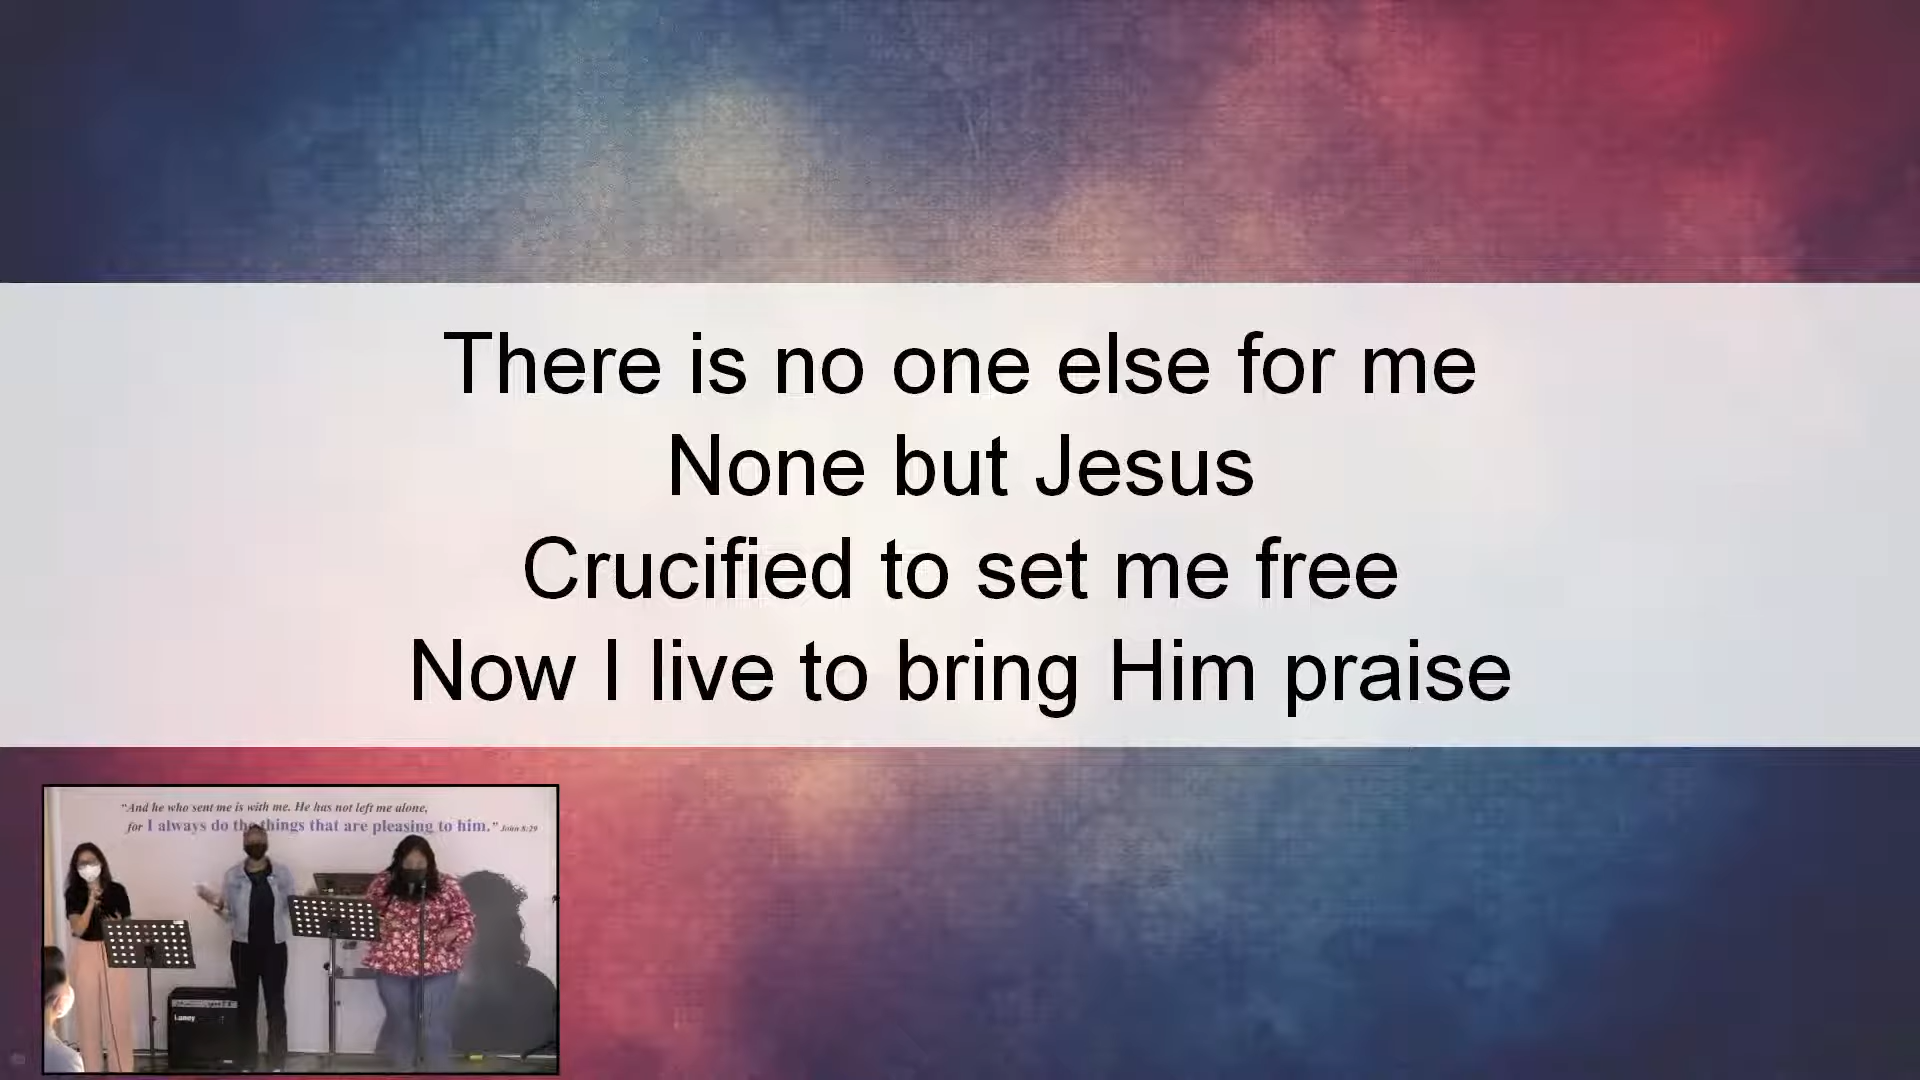 There is no one else for me
None but Jesus
Crucified to set me free
Now I live to bring Him praise
"And he who sent me is with me. He has not left me alone,
for I always do the things that are pleasing to him." John 8:29
Laney